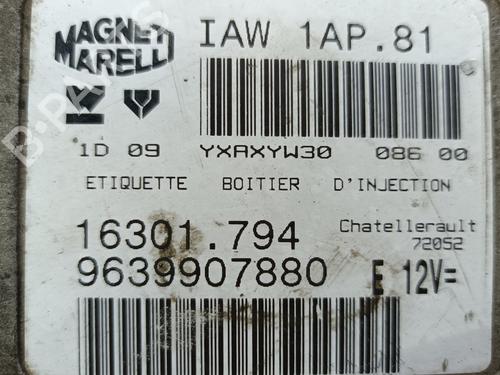 MAGNETI
MARELLI
IAW 1AP.81
1D 09 YXAXYW30 086 00
ETIQUETTE BOITIER D'INJECTION
16301.794
Chatellerault
72052
9639907880
E 12V=